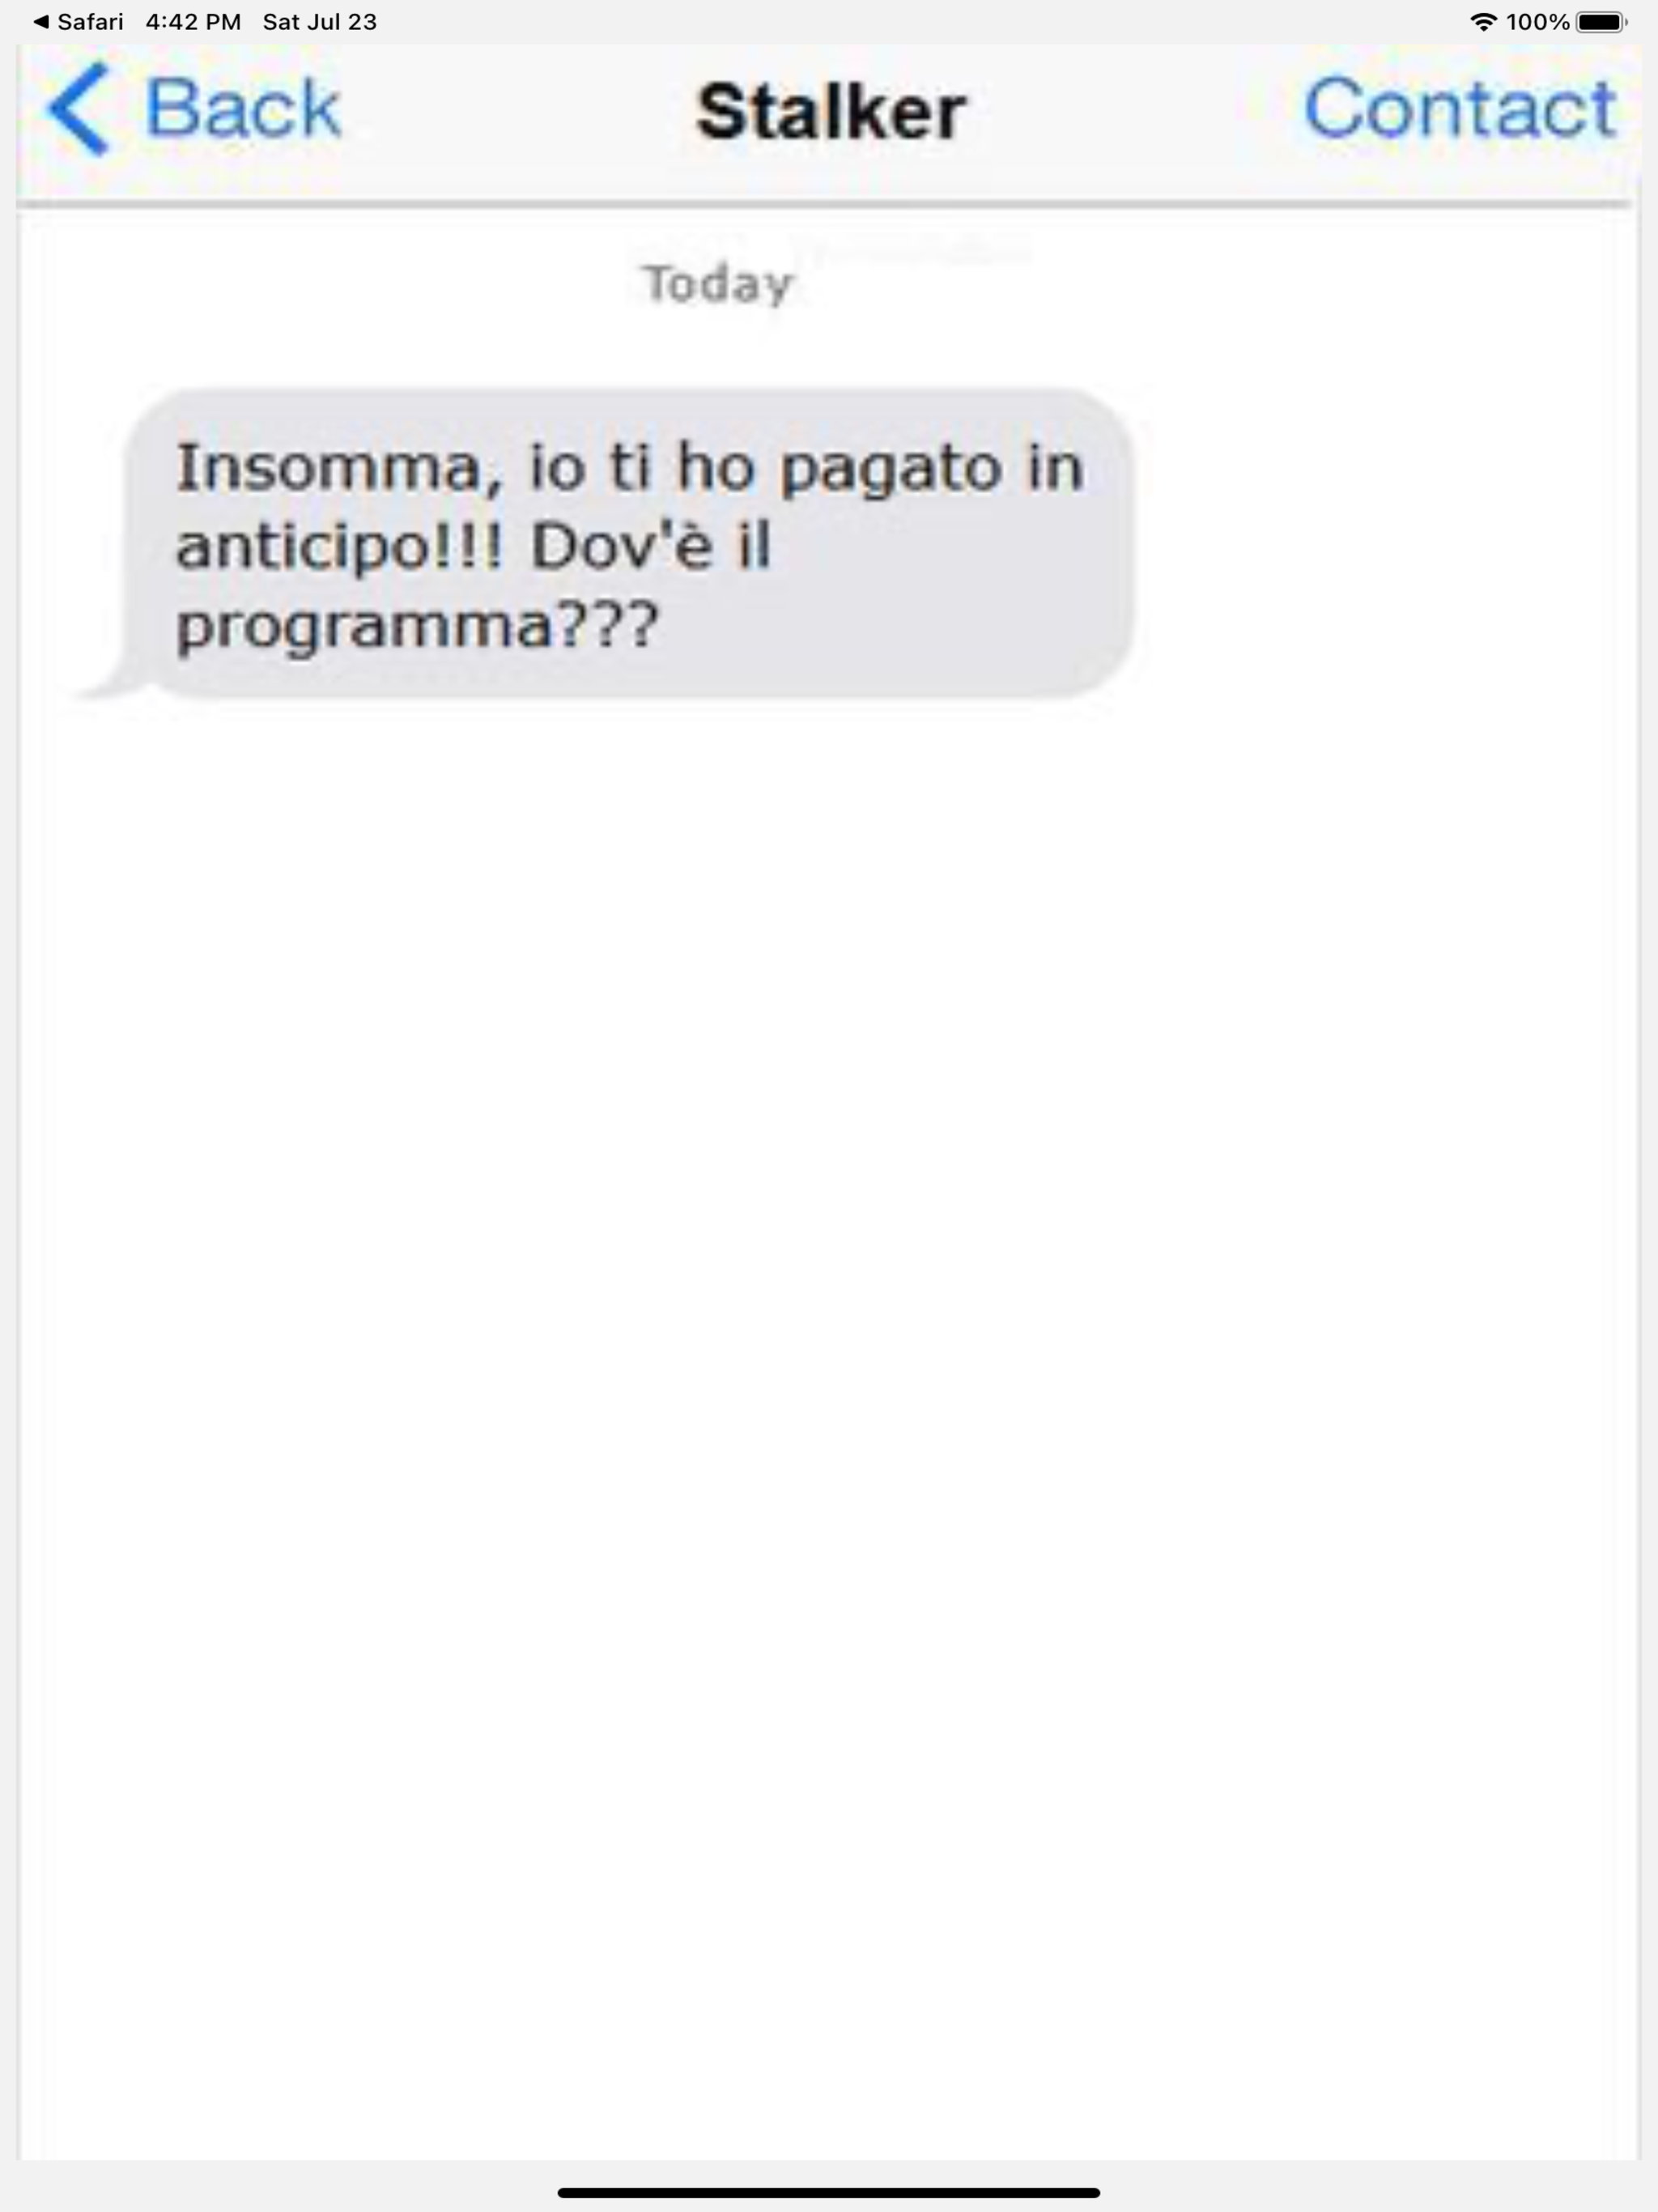 Safari 4:42 PM Sat Jul 23 100%
Back Stalker Contact
Today
Insomma, io ti ho pagato in
anticipo!!! Dov'è il
programma???